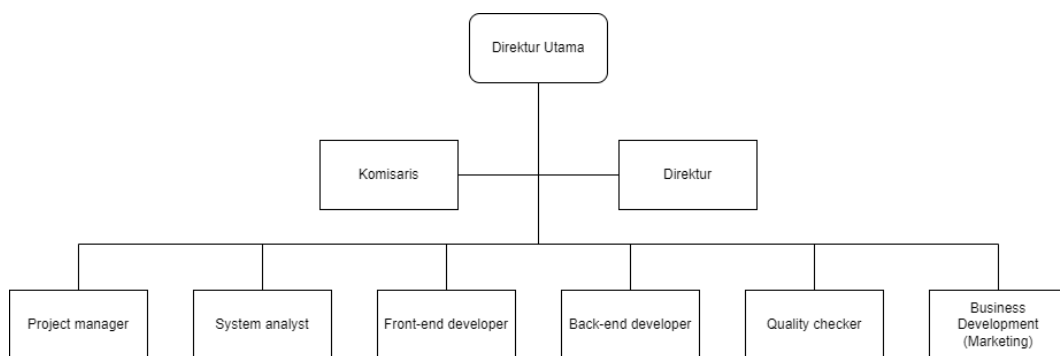 Direktur Utama
Komisaris
Direktur
Project manager
System analyst
Front-end developer
Back-end developer
Quality checker
Business
Development
(Marketing)